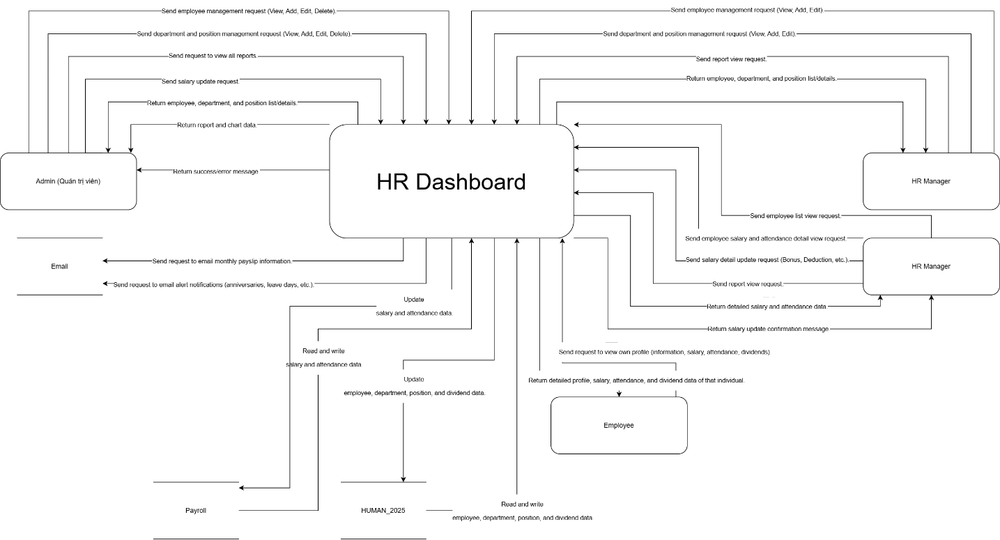 Send employee management request (View, Add, Edit, Delete).
Send employee management request (View, Add, Edit).
Send department and position management request (View, Add, Edit, Delete).
Send department and position management request (View, Add, Edit).
Send request to view all reports.
Send report view request.
Send salary update request.
Return employee, department, and position list/details.
Return employee, department, and position list/details.
Return report and chart data.
Return success/error message.
Admin (Quản trị viên)
HR Dashboard
HR Manager
Send employee list view request.
Send employee salary and attendance detail view request.
Email
Send request to email monthly payslip information.
Send salary detail update request (Bonus, Deduction, etc.).
HR Manager
Send request to email alert notifications (anniversaries, leave days, etc.).
Send report view request.
Update
salary and attendance data.
Return detailed salary and attendance data.
Return salary update confirmation message
Read and write
salary and attendance data
Send request to view own profile (information, salary, attendance, dividends).
Update
employee, department, position, and dividend data.
Return detailed profile, salary, attendance, and dividend data of that individual.
Employee
Payroll
HUMAN_2025
Read and write
employee, department, position, and dividend data.